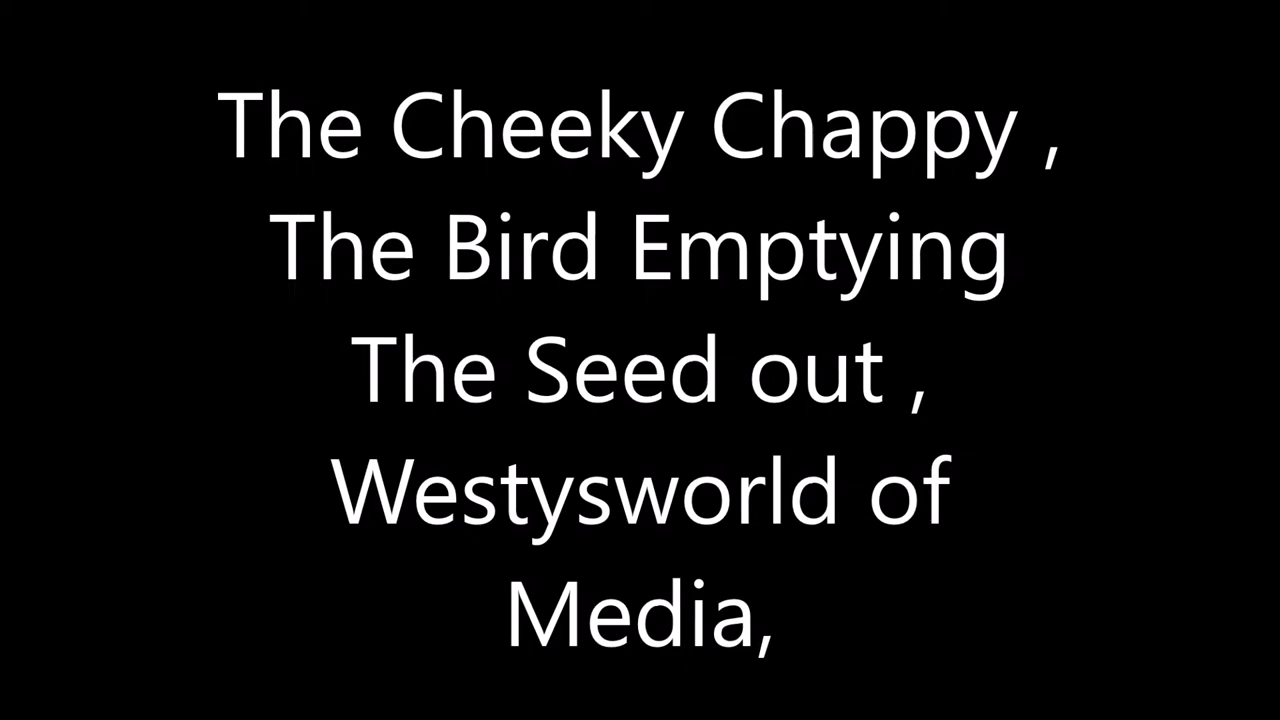 The Cheeky Chappy ,
The Bird Emptying
The Seed out ,
Westysworld of
Media,